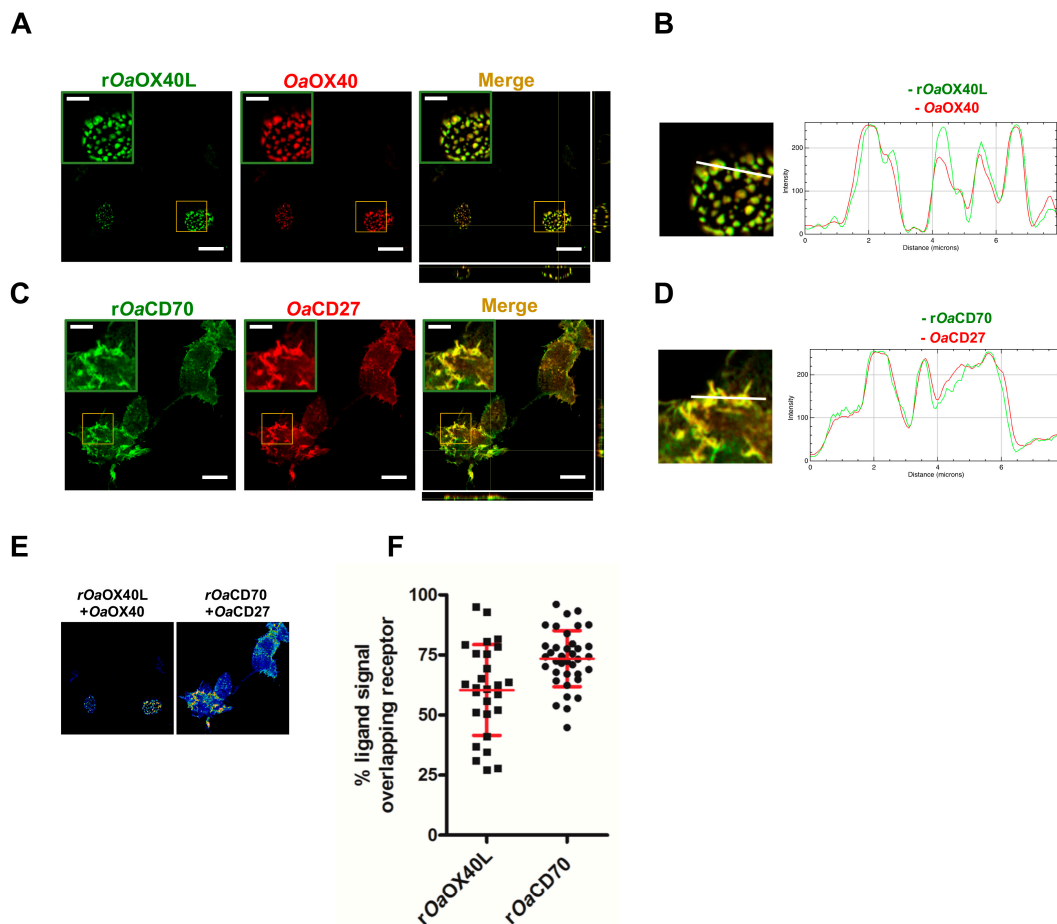 A
B
rOaOX40L
OaOX40
Merge
- rOaOX40L
- OaOX40
Intensity
200
100
0
0
2
4
6
Distance (microns)
C
D
rOaCD70
OaCD27
Merge
- rOaCD70
- OaCD27
Intensity
200
100
0
0
2
4
6
Distance (microns)
E
F
rOaOX40L
+OaOX40
rOaCD70
+OaCD27
% ligand signal
overlapping receptor
100
75
50
25
0
rOaOX40L
rOaCD70